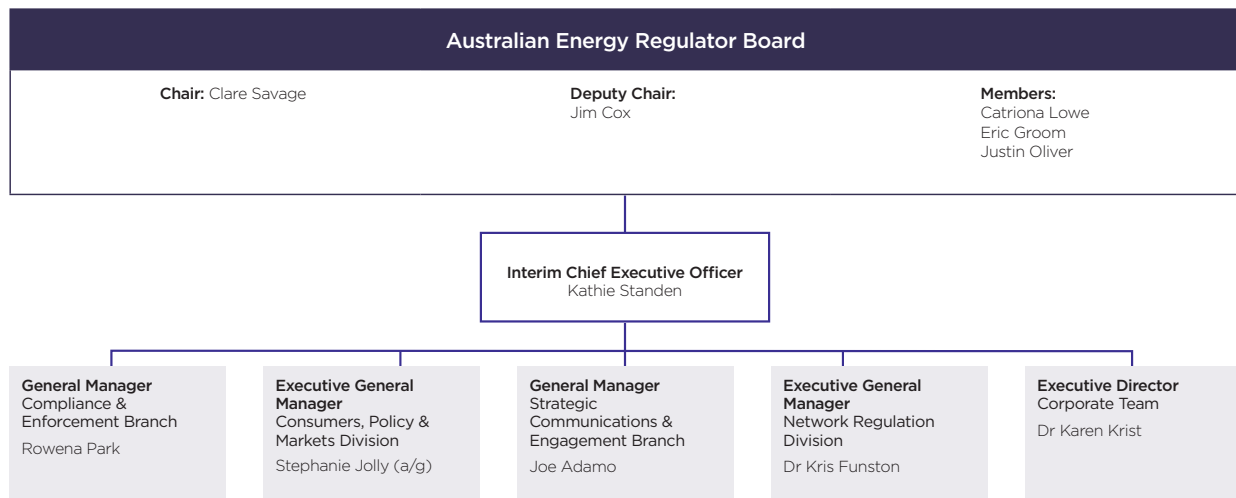 Australian Energy Regulator Board
Chair: Clare Savage
Deputy Chair:
Jim Cox
Members:
Catriona Lowe
Eric Groom
Justin Oliver
Interim Chief Executive Officer
Kathie Standen
General Manager
Compliance &
Enforcement Branch
Rowena Park
Executive General
Manager
Consumers, Policy &
Markets Division
Stephanie Jolly (a/g)
General Manager
Strategic
Communications &
Engagement Branch
Joe Adamo
Executive General
Manager
Network Regulation
Division
Dr Kris Funston
Executive Director
Corporate Team
Dr Karen Krist